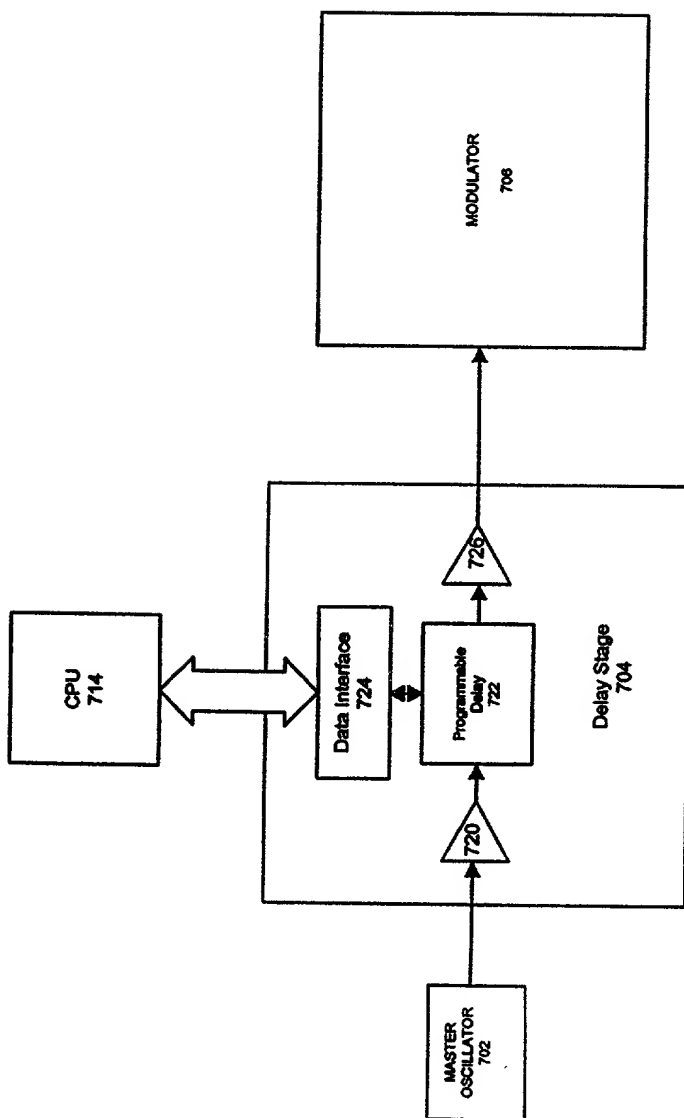 CPU
714
Data Interface
724
MASTER
OSCILLATOR
702
720
Programmable
Delay
722
726
Delay Stage
704
MODULATOR
706